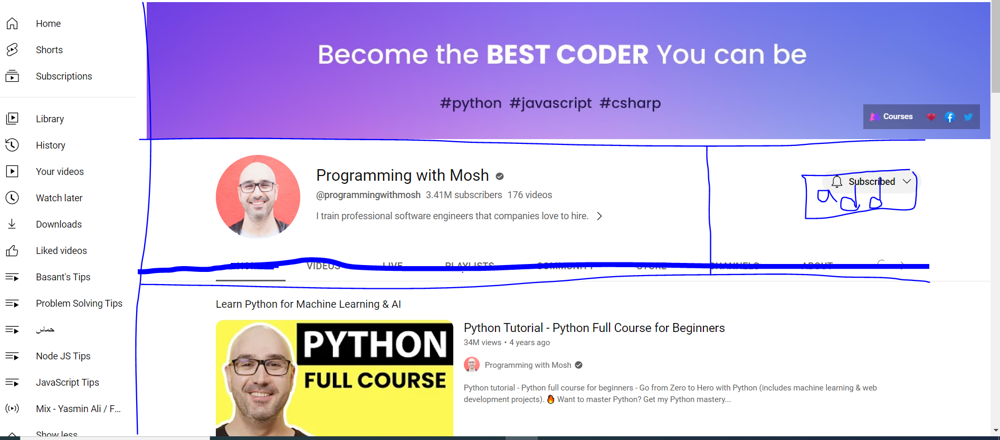 Home
Shorts
Subscriptions
Library
History
Your videos
Watch later
Downloads
Liked videos
Basant's Tips
Problem Solving Tips
حماس
Node JS Tips
JavaScript Tips
Mix - Yasmin Ali / F...
Show less
Become the BEST CODER You can be
#python #javascript #csharp
Courses
Programming with Mosh
@programmingwithmosh 3.41M subscribers 176 videos
I train professional software engineers that companies love to hire.
Subscribed
add
HOME VIDEOS LIVE PLAYLISTS COMMUNITY STORE CHANNELS ABOUT
Learn Python for Machine Learning & AI
PYTHON
FULL COURSE
Python Tutorial - Python Full Course for Beginners
34M views • 4 years ago
Programming with Mosh
Python tutorial - Python full course for beginners - Go from Zero to Hero with Python (includes machine learning & web
development projects). 🔥 Want to master Python? Get my Python mastery...